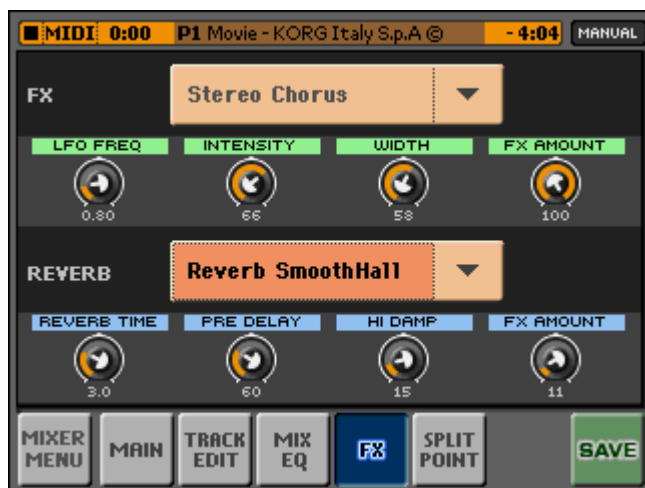 MIDI 0:00 P1 Movie - KORG Italy S.p.A © - 4:04 MANUAL
FX Stereo Chorus
LFO FREQ INTENSITY WIDTH FX AMOUNT
0.80 66 58 100
REVERB Reverb SmoothHall
REVERB TIME PRE DELAY HI DAMP FX AMOUNT
3.0 60 15 11
MIXER MENU MAIN TRACK EDIT MIX EQ FX SPLIT POINT SAVE